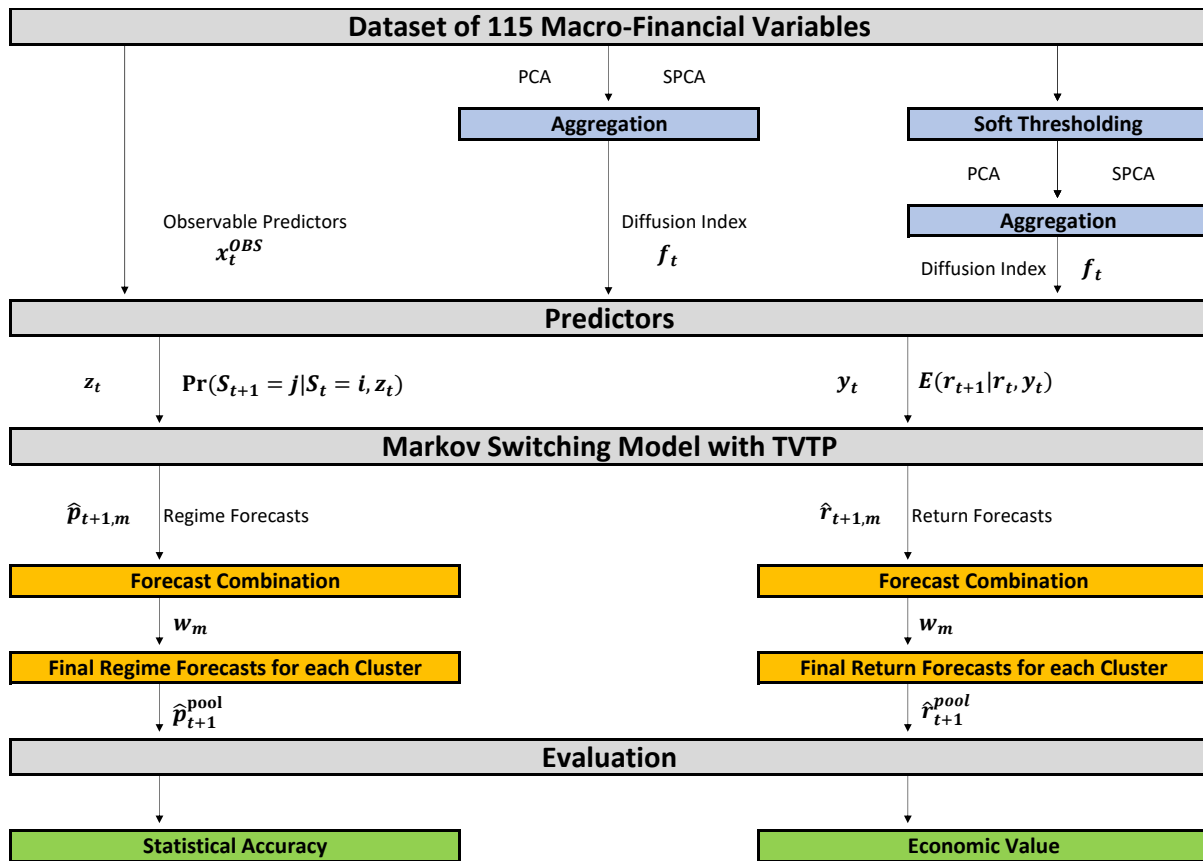 Dataset of 115 Macro-Financial Variables
PCA SPCA
Aggregation Soft Thresholding
PCA SPCA
Observable Predictors Diffusion Index Aggregation
x_t^{OBS} f_t
Diffusion Index f_t
Predictors
z_t Pr(S_{t+1} = j|S_t = i, z_t) y_t E(r_{t+1}|r_t, y_t)
Markov Switching Model with TVTP
p̂_{t+1,m} Regime Forecasts r̂_{t+1,m} Return Forecasts
Forecast Combination Forecast Combination
w_m w_m
Final Regime Forecasts for each Cluster Final Return Forecasts for each Cluster
p̂_{t+1}^{pool} r̂_{t+1}^{pool}
Evaluation
Statistical Accuracy Economic Value